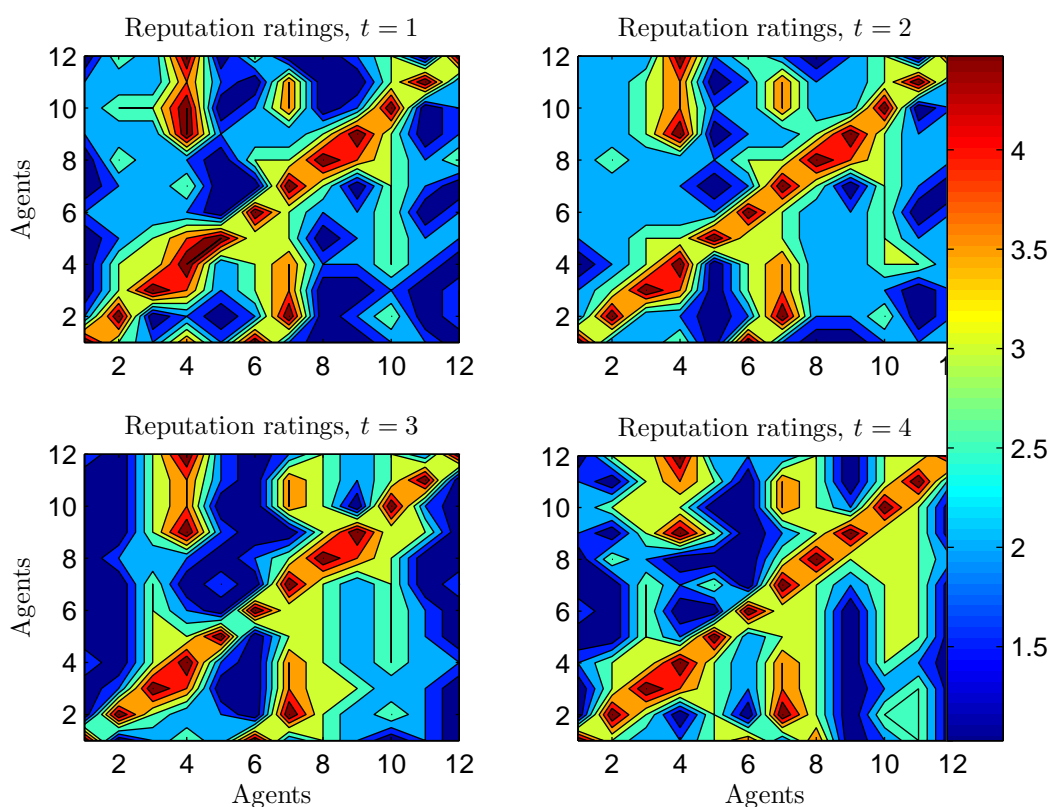 Reputation ratings, t = 1
Reputation ratings, t = 2
12
10
8
6
4
2
Agents
2 4 6 8 10 12
12
10
8
6
4
2
2 4 6 8 10 1
4
3.5
3
2.5
2
1.5
Reputation ratings, t = 3
Reputation ratings, t = 4
12
10
8
6
4
2
Agents
2 4 6 8 10 12
Agents
12
10
8
6
4
2
2 4 6 8 10 12
Agents